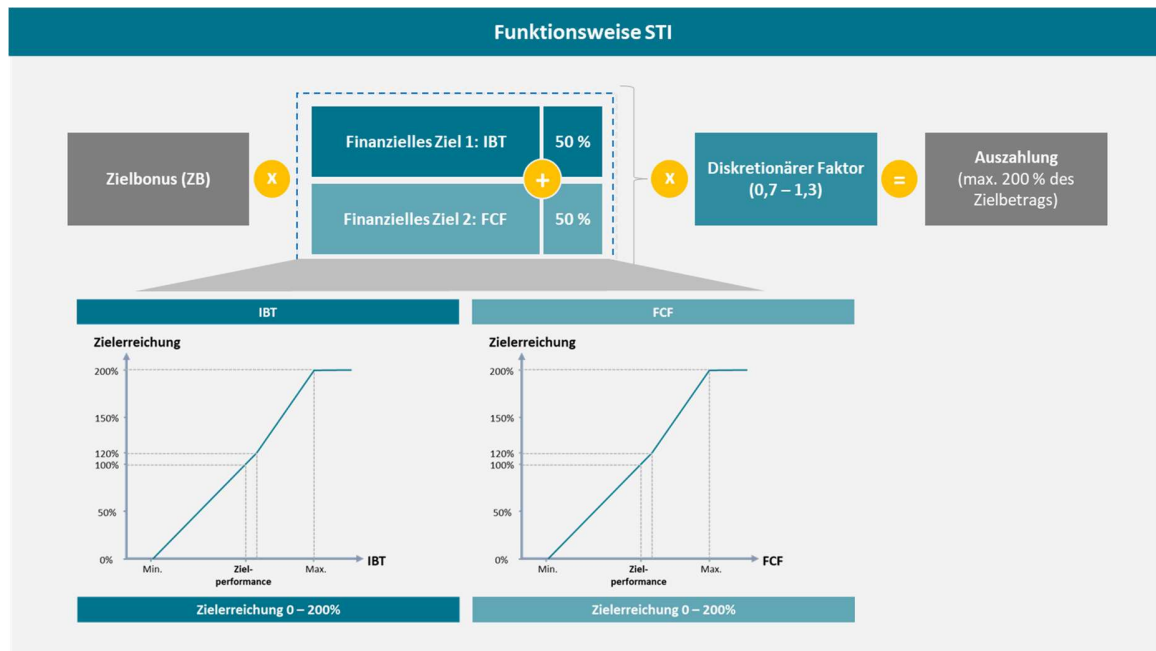 Funktionsweise STI
Zielbonus (ZB)
x
Finanzielles Ziel 1: IBT
50 %
+
Finanzielles Ziel 2: FCF
50 %
x
Diskretionärer Faktor
(0,7 – 1,3)
=
Auszahlung
(max. 200 % des
Zielbetrags)
IBT
Zielerreichung
200%
150%
120%
100%
50%
0%
Min.
Ziel-
performance
Max.
IBT
Zielerreichung 0 – 200%
FCF
Zielerreichung
200%
150%
120%
100%
50%
0%
Min.
Ziel-
performance
Max.
FCF
Zielerreichung 0 – 200%